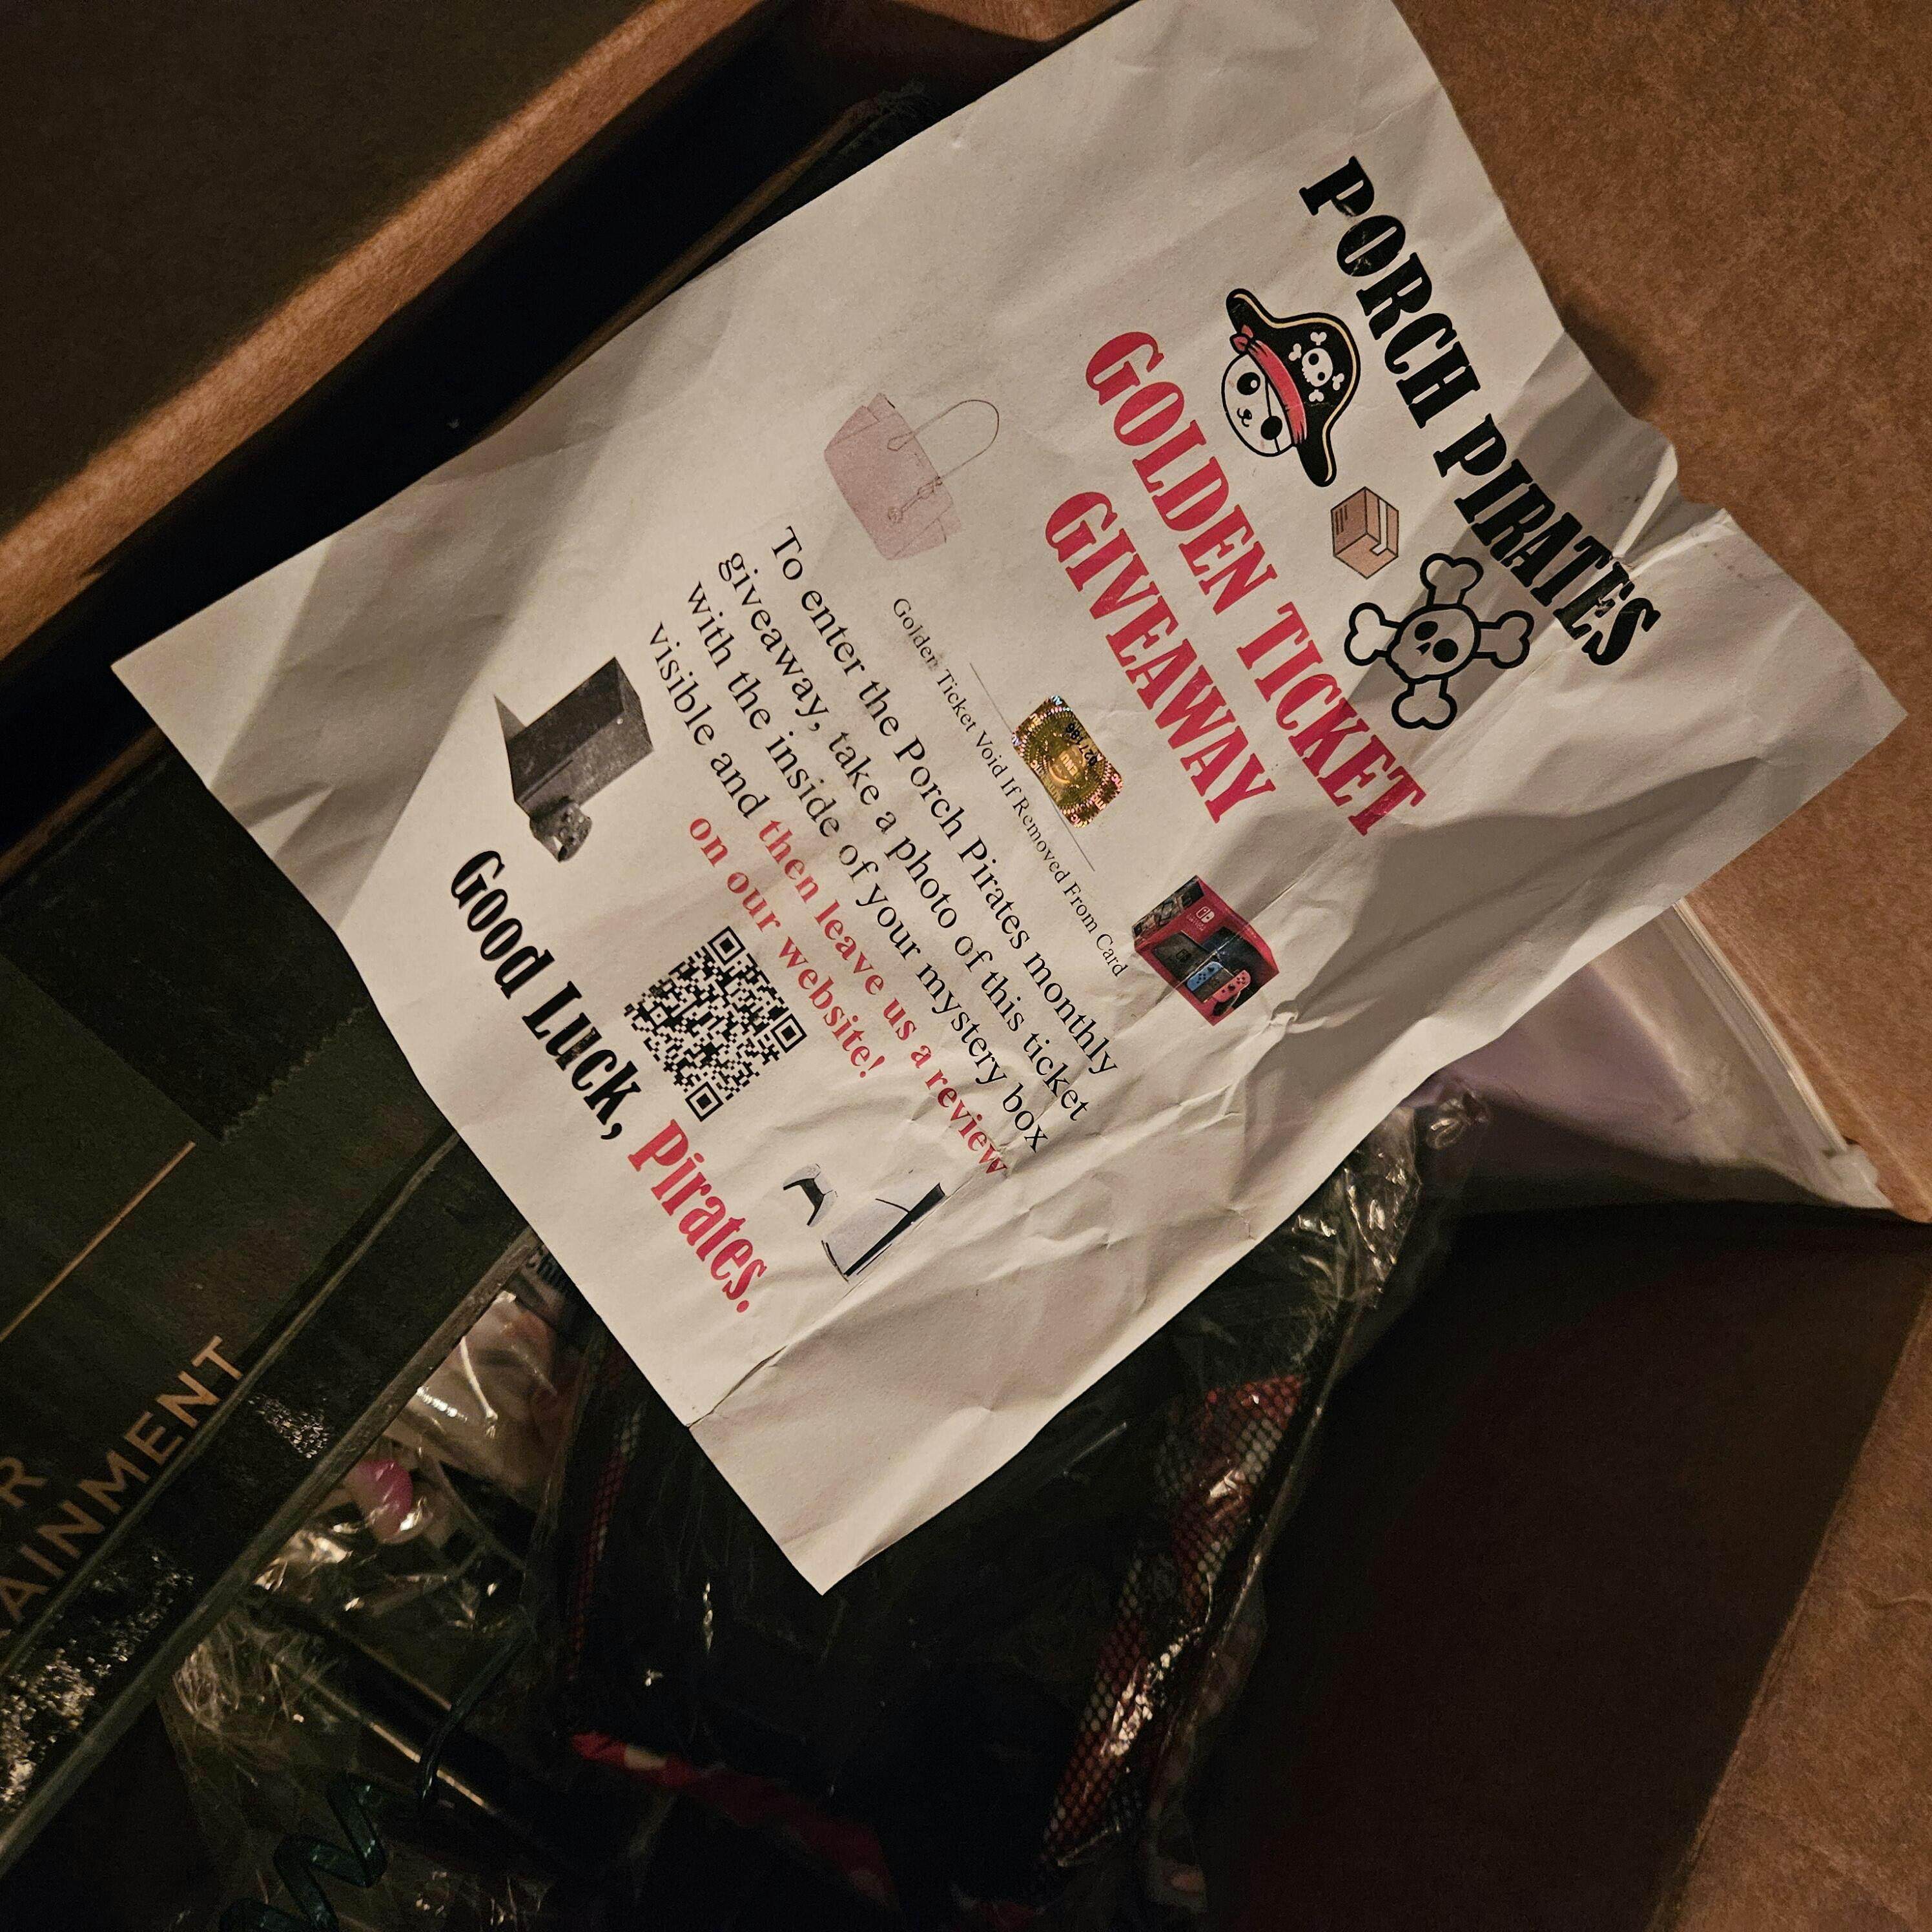 PORCH PIRATES
GOLDEN TICKET
GIVEAWAY
Golden Ticket Void If Removed From Card
To enter the Porch Pirates monthly
giveaway, take a photo of this ticket
with the inside of your mystery box
visible and then leave us a review
on our website!
Good Luck, Pirates.
AINMENT